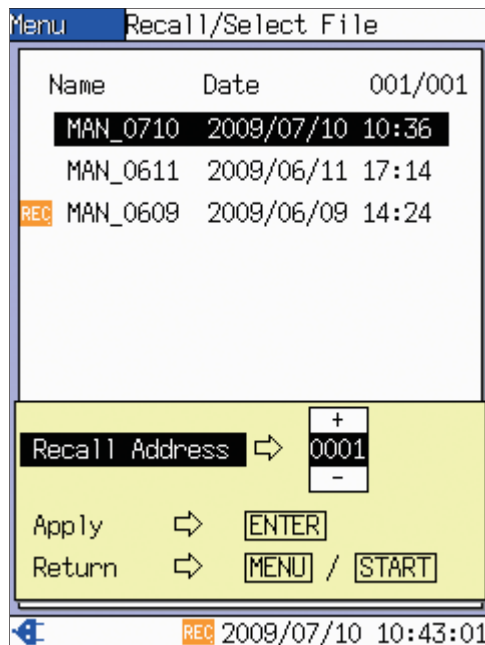 Menu Recall/Select File
Name Date 001/001
MAN_0710 2009/07/10 10:36
MAN_0611 2009/06/11 17:14
REC MAN_0609 2009/06/09 14:24
+
Recall Address ⇨ 0001
-
Apply ⇨ ENTER
Return ⇨ MENU / START
REC 2009/07/10 10:43:01